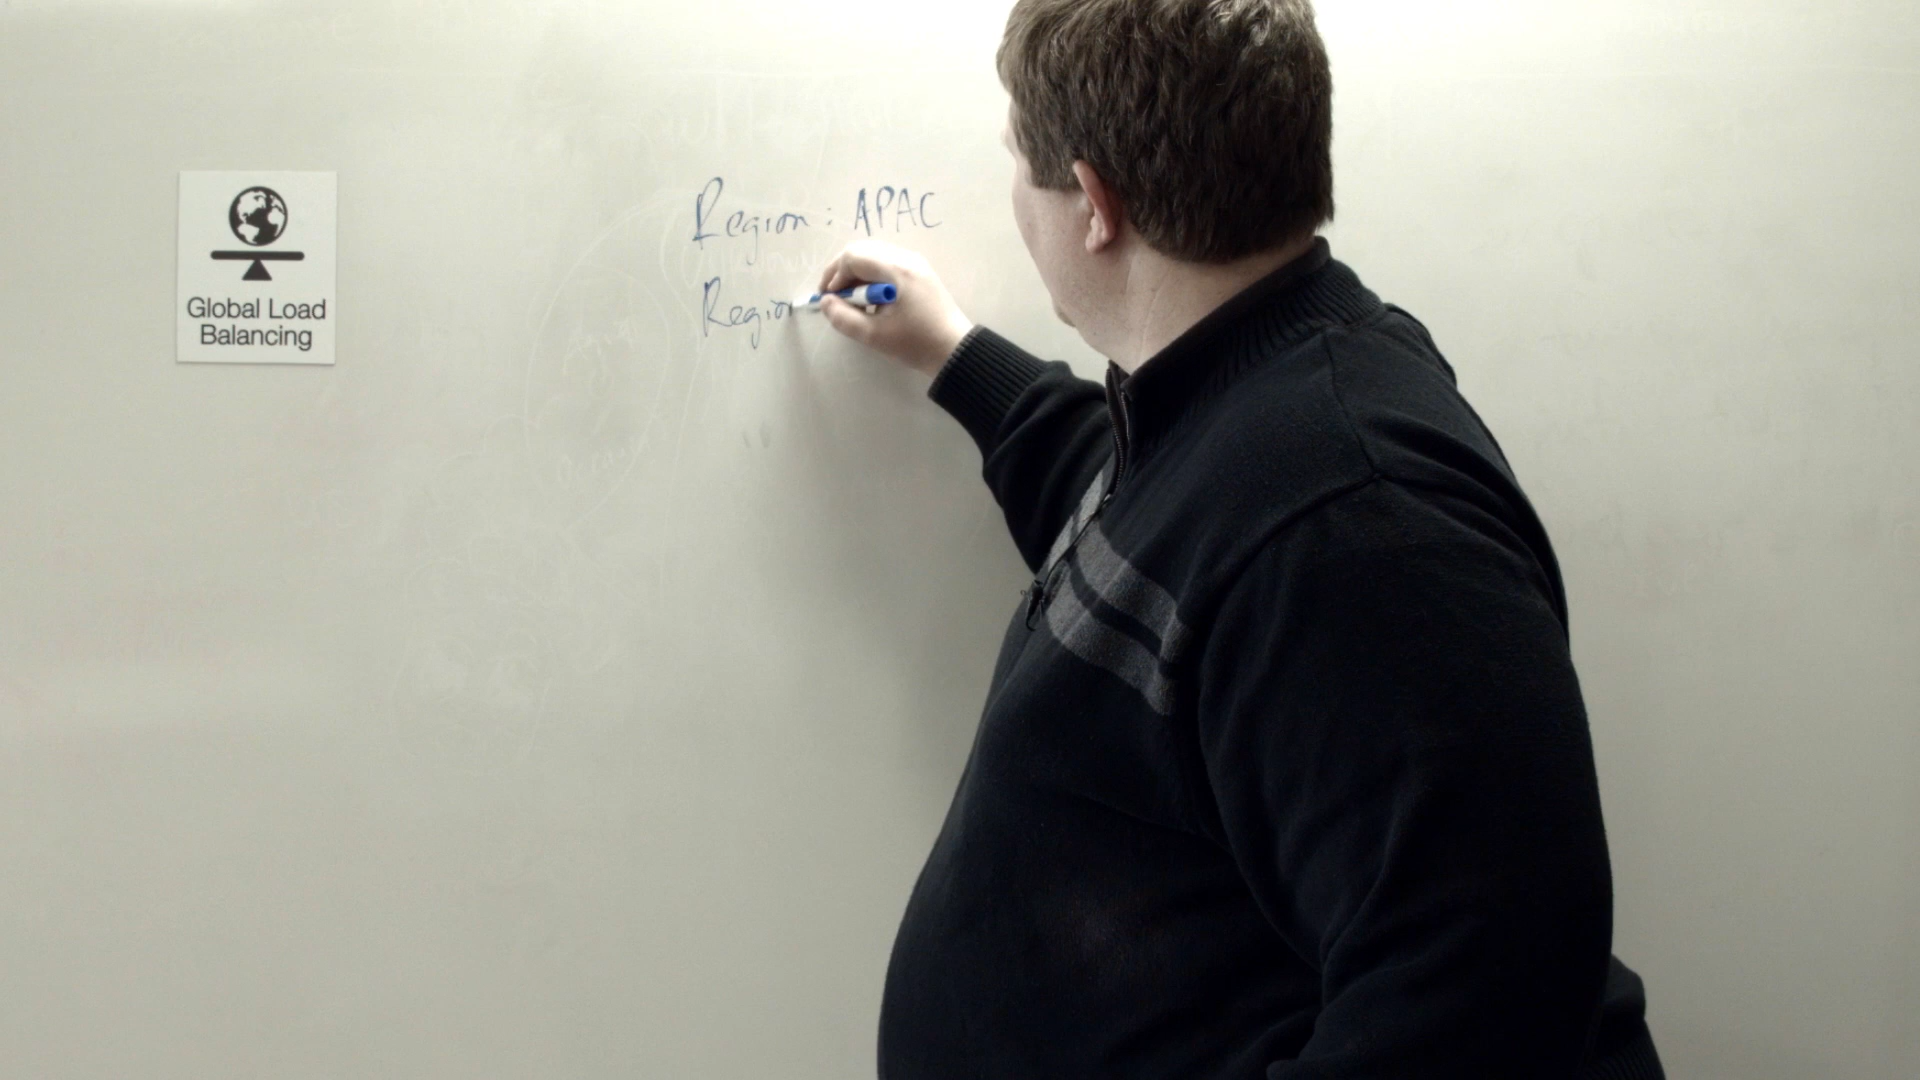 Global Load
Balancing
Region : APAC
Region